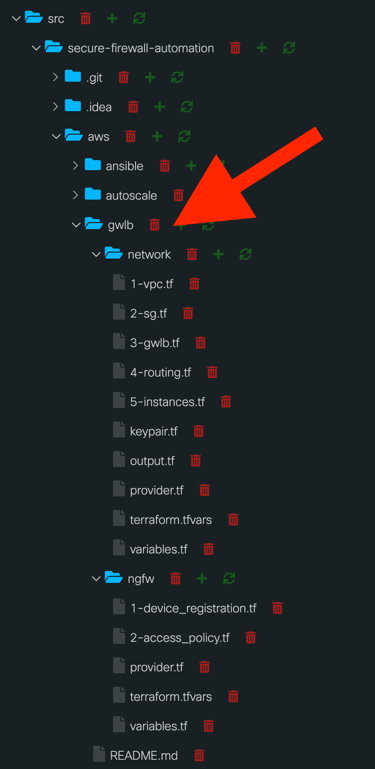 src
secure-firewall-automation
.git
.idea
aws
ansible
autoscale
gwlb
network
1-vpc.tf
2-sg.tf
3-gwlb.tf
4-routing.tf
5-instances.tf
keypair.tf
output.tf
provider.tf
terraform.tfvars
variables.tf
ngfw
1-device_registration.tf
2-access_policy.tf
provider.tf
terraform.tfvars
variables.tf
README.md